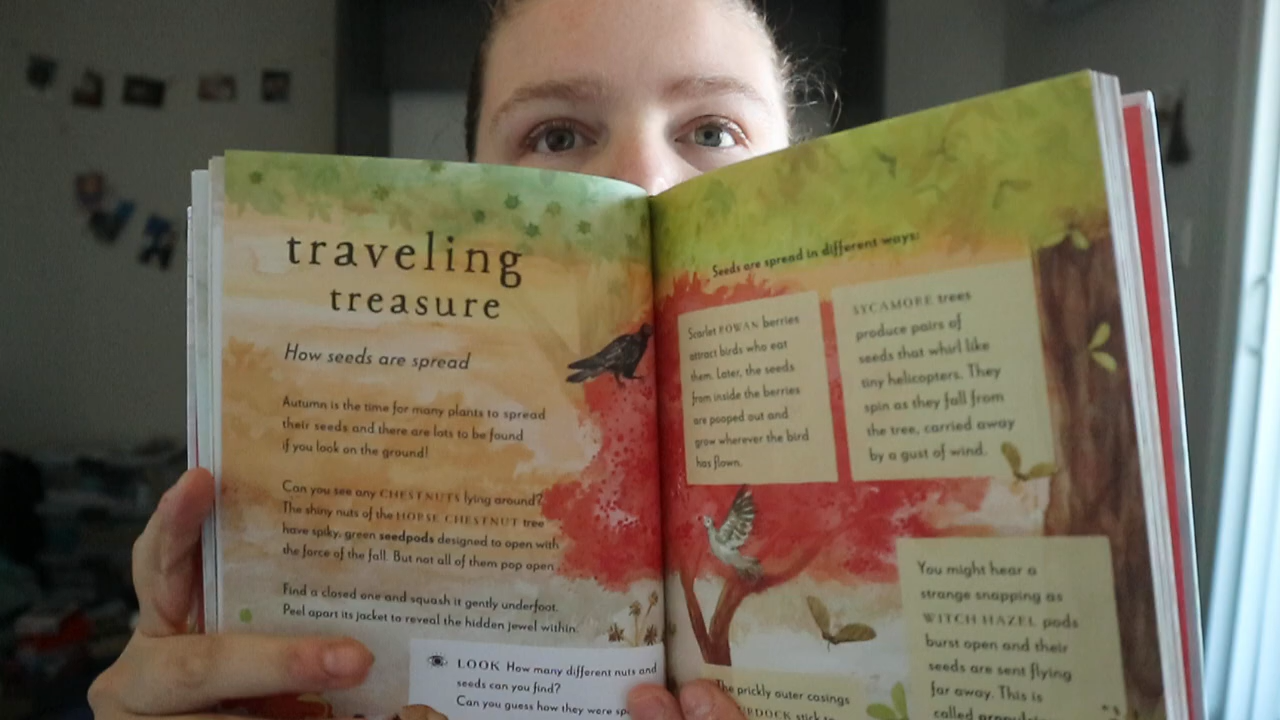 traveling
treasure
How seeds are spread
Autumn is the time for many plants to spread
their seeds and there are lots to be found
if you look on the ground!
Can you see any CHESTNUTS lying around?
The shiny nuts of the HORSE CHESTNUT tree
have spiky, green seedpods designed to open with
the force of the fall. But not all of them pop open.
Find a closed one and squash it gently underfoot.
Peel apart its jacket to reveal the hidden jewel within.
LOOK How many different nuts and
seeds can you find?
Can you guess how they were
Seeds are spread in different ways:
Scarlet ROWAN berries
attract birds who eat
them. Later, the seeds
from inside the berries
are pooped out and
grow wherever the bird
has flown.
SYCAMORE trees
produce pairs of
seeds that whirl like
tiny helicopters. They
spin as they fall from
the tree, carried away
by a gust of wind.
You might hear a
strange snapping as
WITCH HAZEL pods
burst open and their
seeds are sent flying
far away. This is
called
The prickly outer casings
stick to